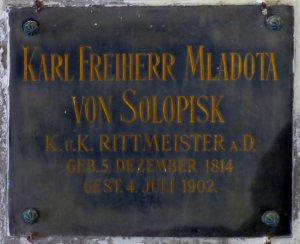 KARL FREIHERR MLADOTA
VON SOLOPISK
K. u. K. RITTMEISTER A. D.
GEB. 5. DEZEMBER 1814
GEST. 4. JULI 1902.